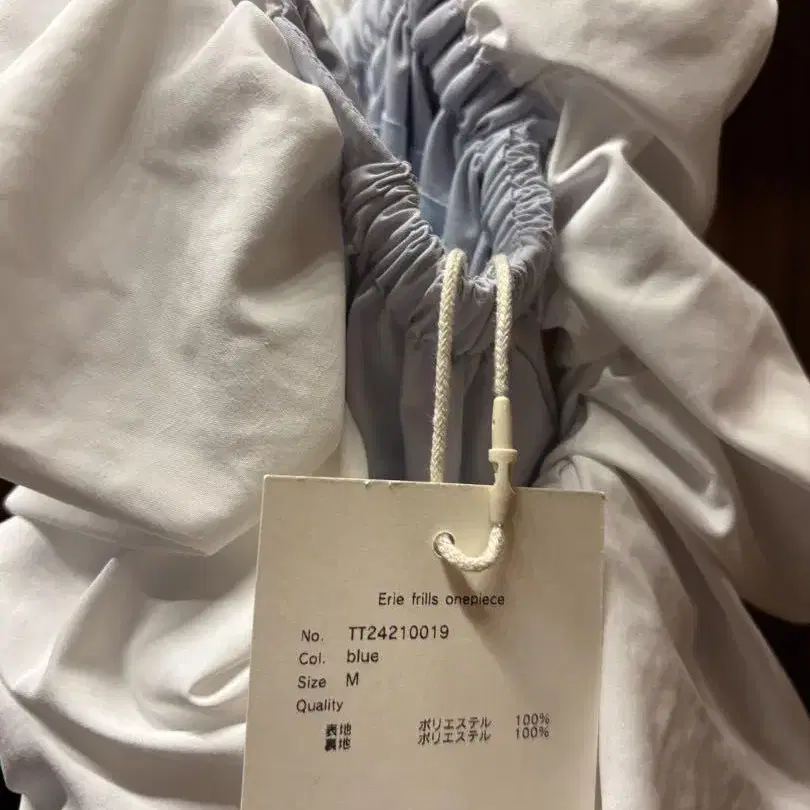 Erie frills onepiece
No. TT24210019
Col. blue
Size M
Quality
表地 ポリエステル 100%
裏地 ポリエステル 100%